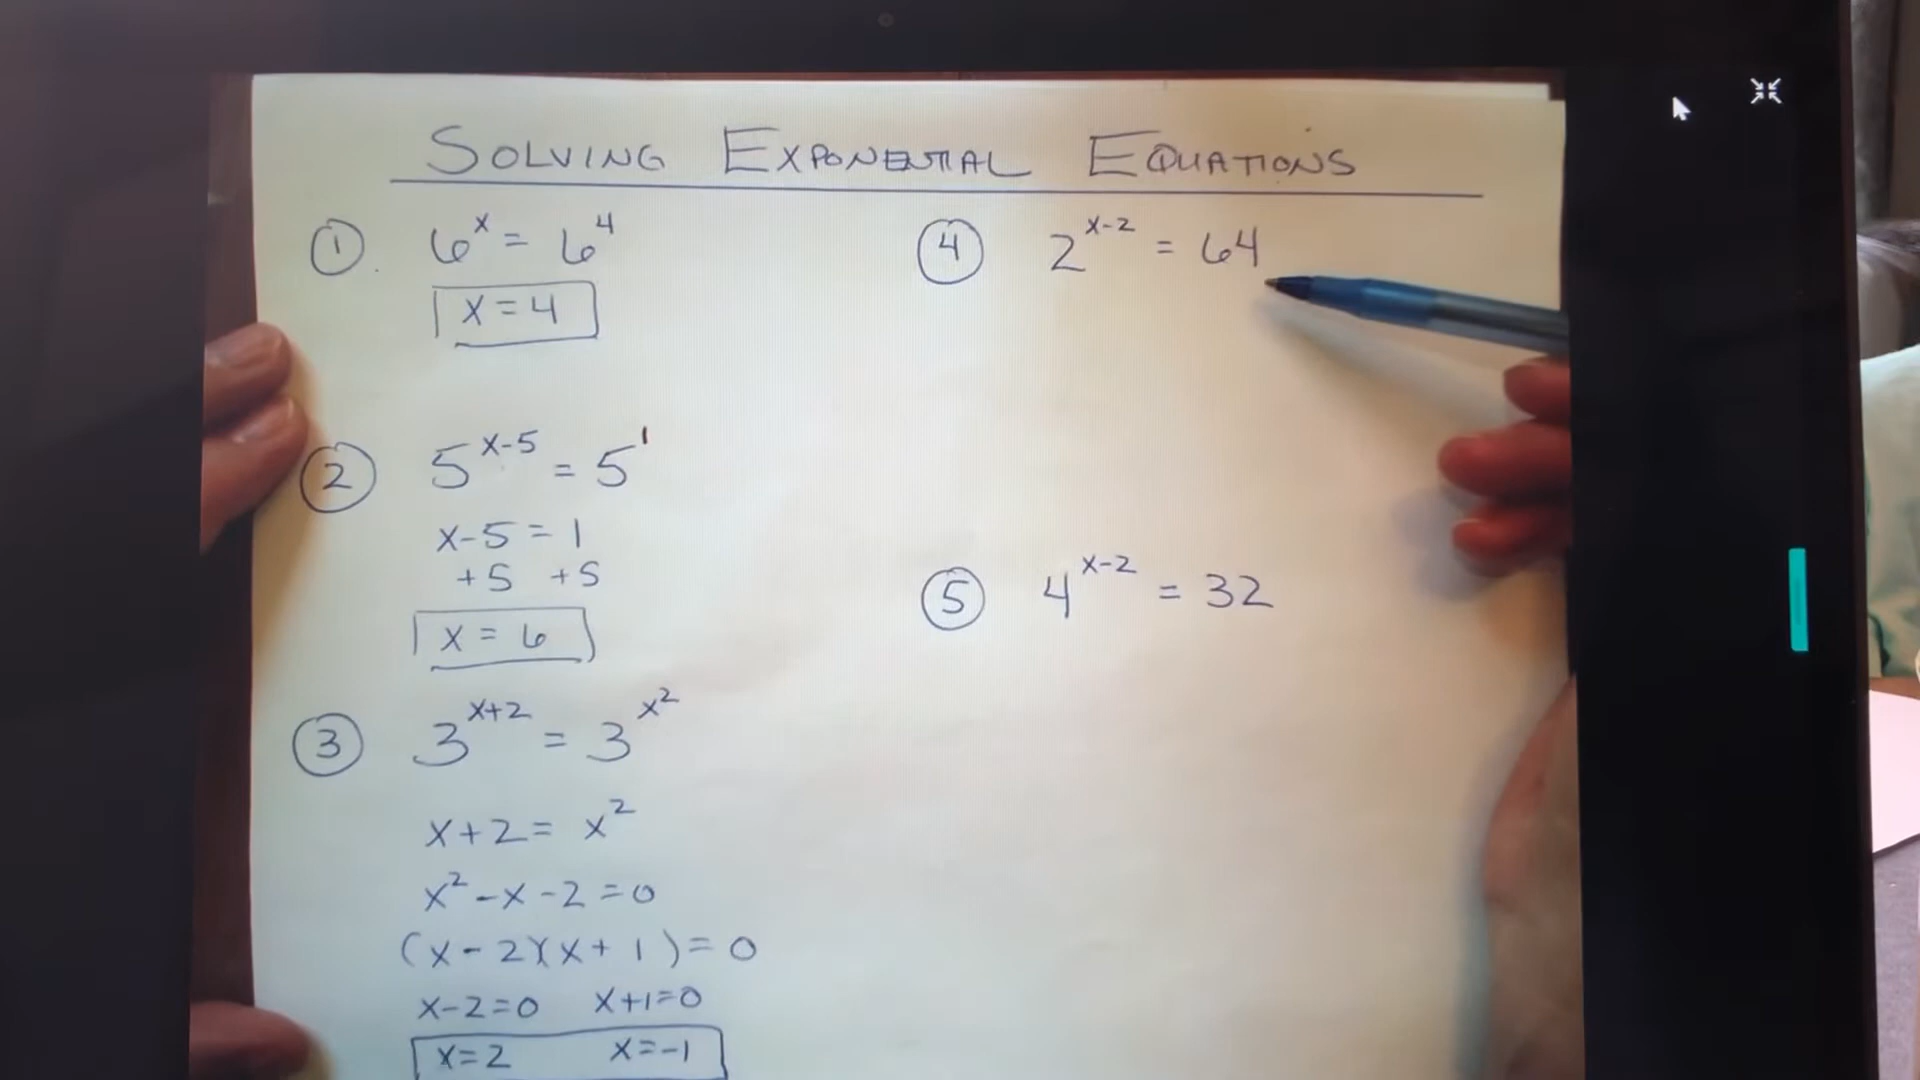 SOLVING EXPONENTIAL EQUATIONS
① 6^x = 6^4
x = 4
② 5^(x-5) = 5^1
x-5 = 1
+5 +5
x = 6
③ 3^(x+2) = 3^(x^2)
x+2 = x^2
x^2-x-2=0
(x-2)(x+1)=0
x-2=0 x+1=0
x=2 x=-1
④ 2^(x-2) = 64
⑤ 4^(x-2) = 32